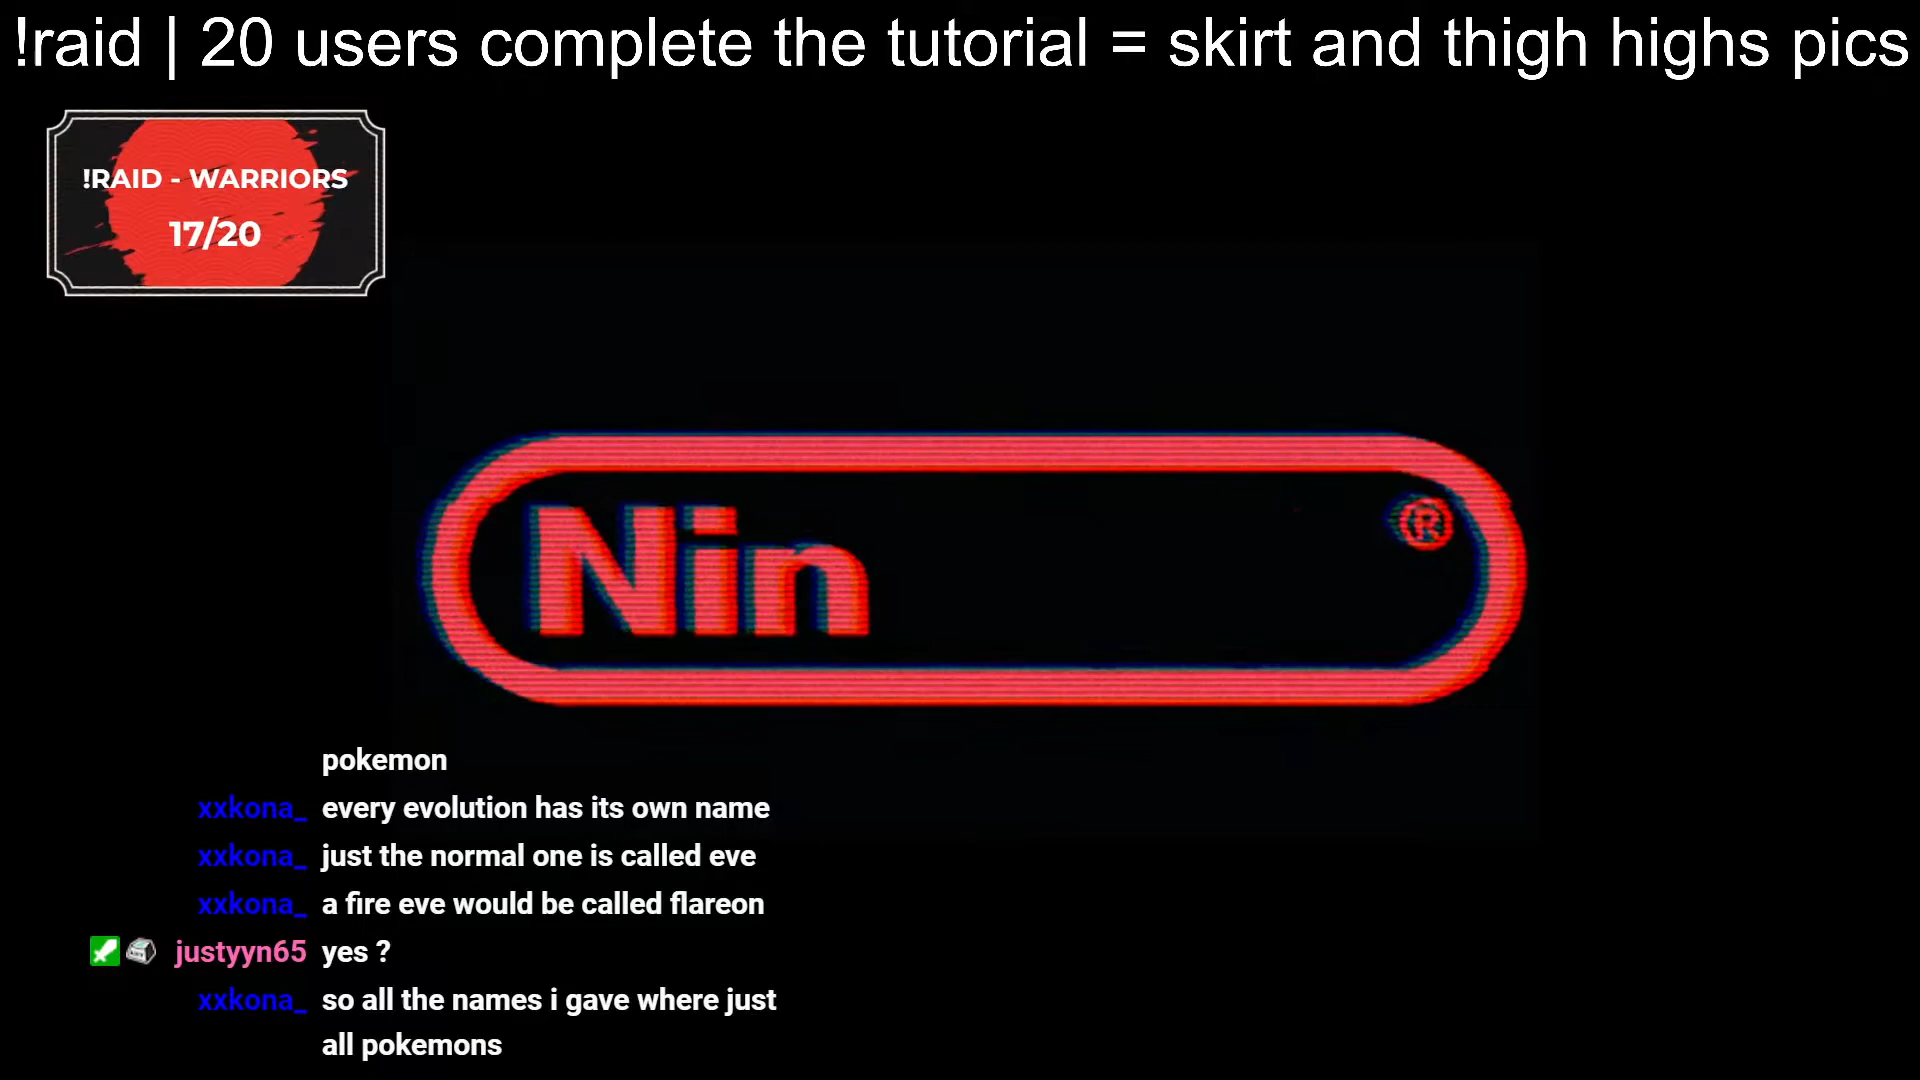 !raid | 20 users complete the tutorial = skirt and thigh highs pics
!RAID - WARRIORS
17/20
Nin ®
pokemon
xxkona_ every evolution has its own name
xxkona_ just the normal one is called eve
xxkona_ a fire eve would be called flareon
justyyn65 yes ?
xxkona_ so all the names i gave where just
all pokemons